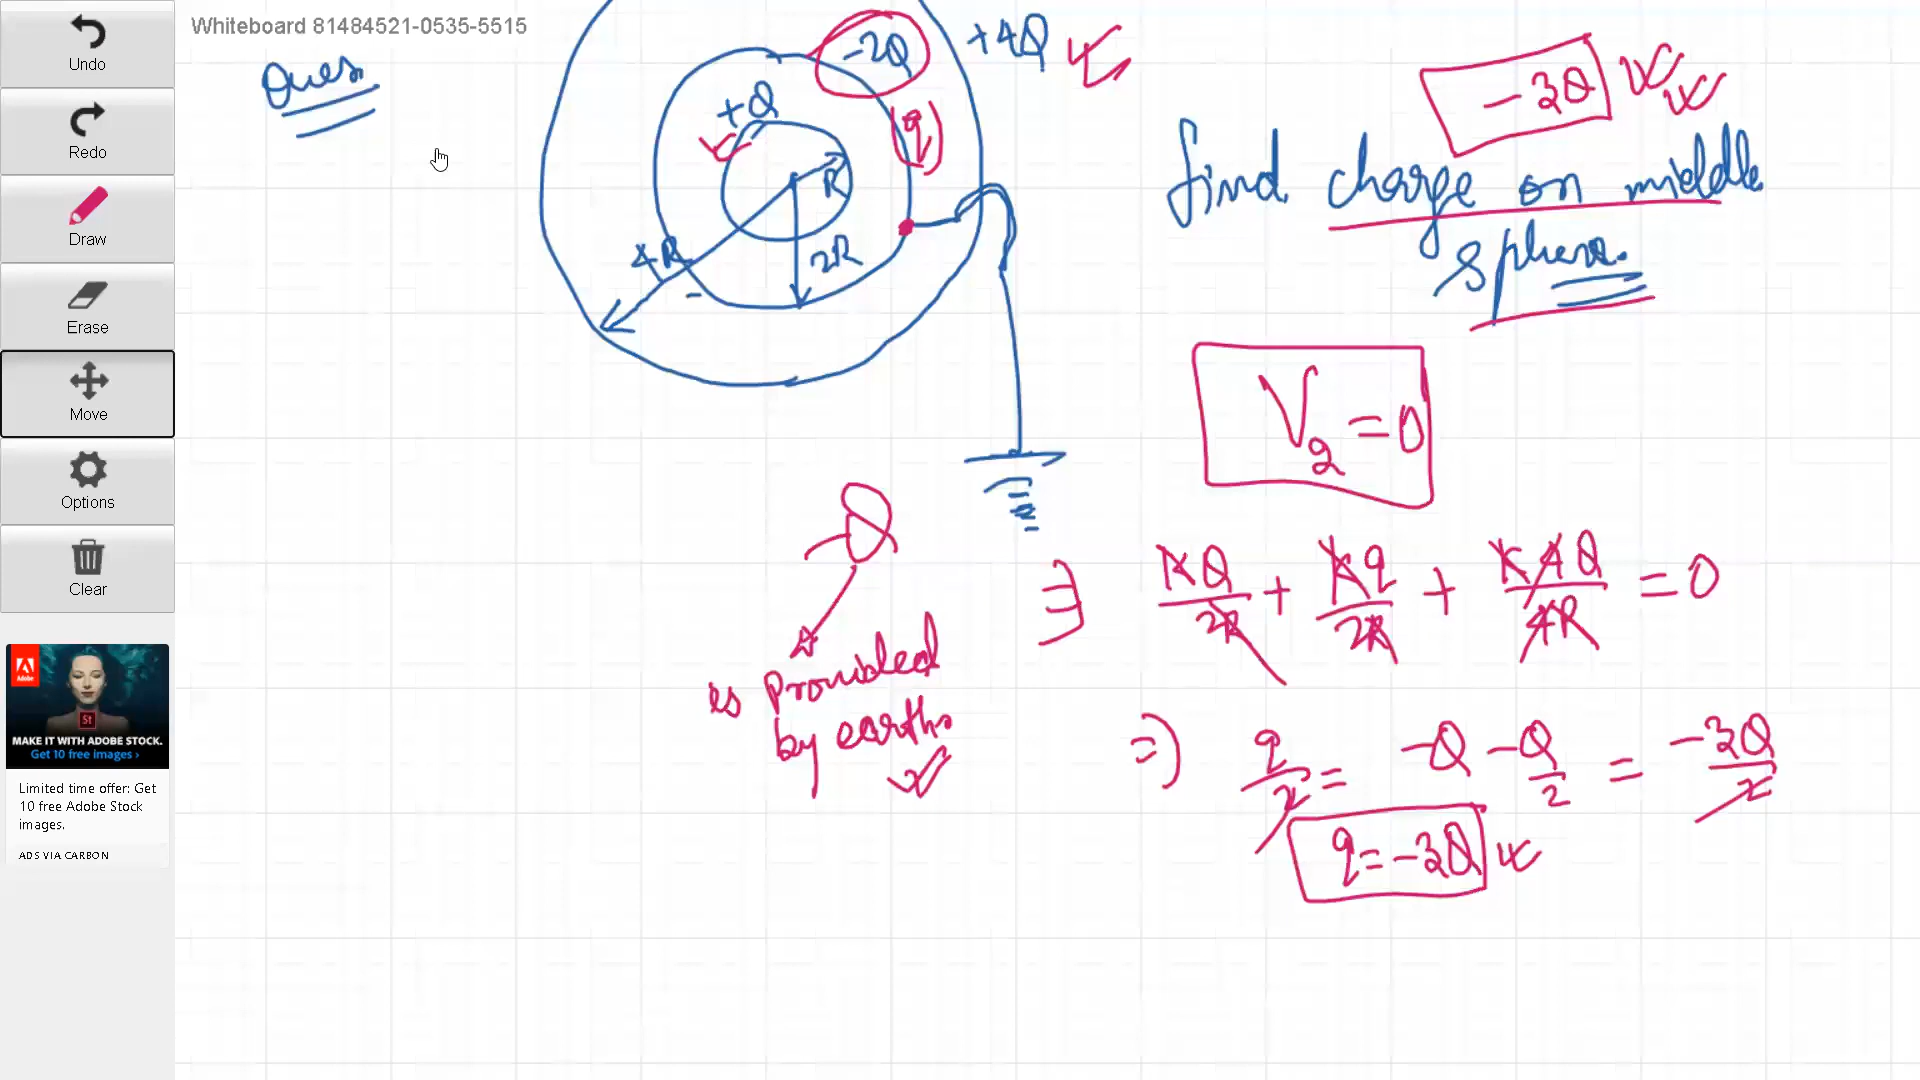 Whiteboard 81484521-0535-5515
Undo
Redo
Draw
Erase
Move
Options
Clear
Adobe
St
MAKE IT WITH ADOBE STOCK.
Get 10 free images ›
Limited time offer: Get
10 free Adobe Stock
images.
ADS VIA CARBON
Ques.
-2Q
+4Q
+Q
q
R
4R
2R
-3Q
find charge on middle
sphere.
V₂ = 0
⇒ KQ/2R + Kq/2R + K4Q/4R = 0
Q
is Provided
by earth.
⇒ q/2 = -Q - Q/2 = -3Q/2
q = -3Q